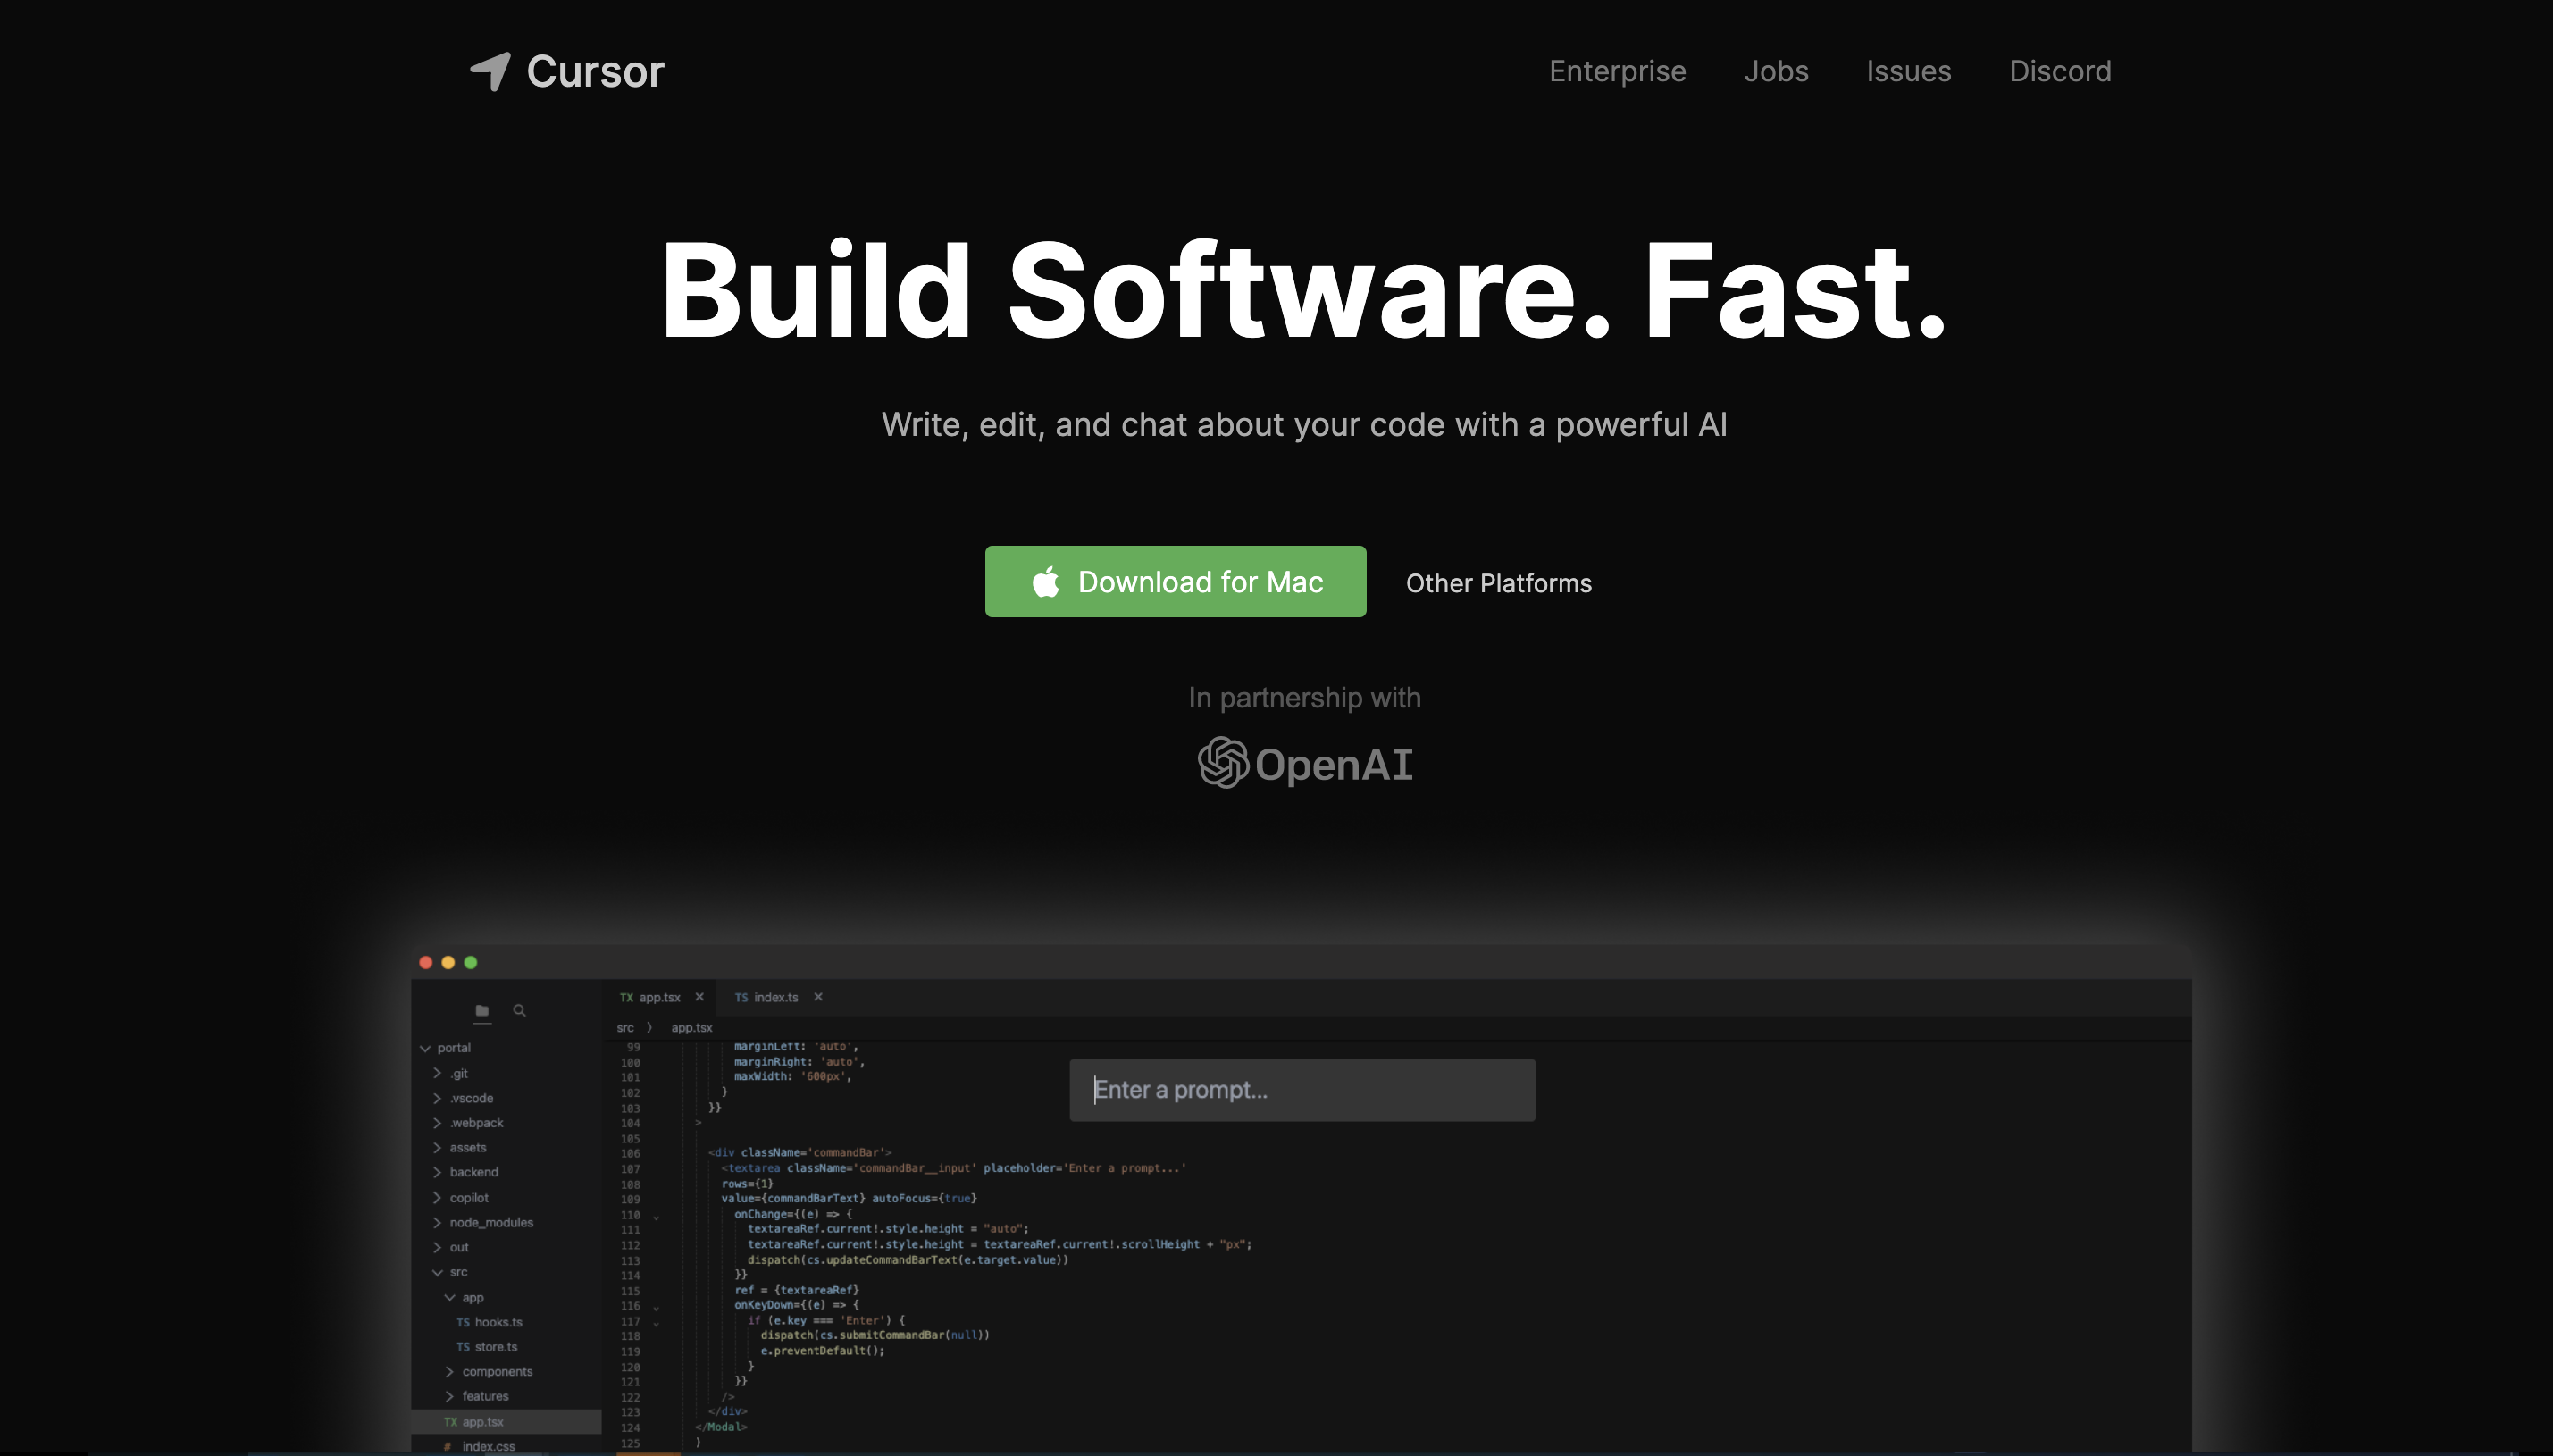 Cursor
Enterprise
Jobs
Issues
Discord
Build Software. Fast.
Write, edit, and chat about your code with a powerful AI
Download for Mac
Other Platforms
In partnership with
OpenAI
TX app.tsx ×
TS index.ts ×
src 〉 app.tsx
portal
.git
.vscode
.webpack
assets
backend
copilot
node_modules
out
src
app
TS hooks.ts
TS store.ts
components
features
TX app.tsx
# index.css
Enter a prompt...
99 marginLeft: 'auto',
100 marginRight: 'auto',
101 maxWidth: '600px',
102 }
103 }}
104 >
105
106 <div className='commandBar'>
107 <textarea className='commandBar__input' placeholder='Enter a prompt...'
108 rows={1}
109 value={commandBarText} autoFocus={true}
110 onChange={(e) => {
111 textareaRef.current!.style.height = "auto";
112 textareaRef.current!.style.height = textareaRef.current!.scrollHeight + "px";
113 dispatch(cs.updateCommandBarText(e.target.value))
114 }}
115 ref = {textareaRef}
116 onKeyDown={(e) => {
117 if (e.key === 'Enter') {
118 dispatch(cs.submitCommandBar(null))
119 e.preventDefault();
120 }
121 }}
122 />
123 </div>
124 </Modal>
125 )